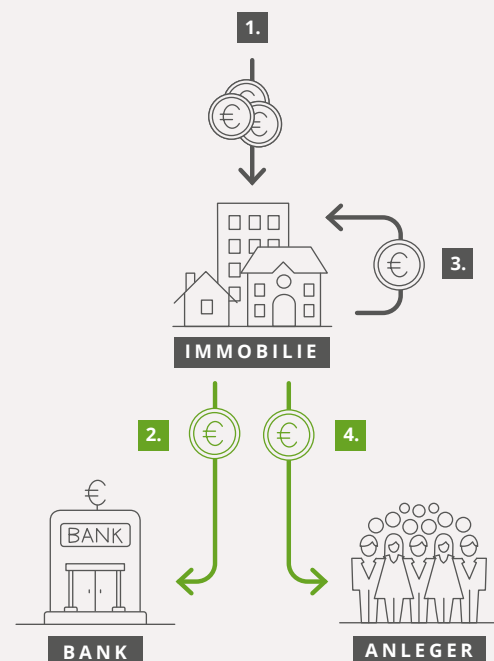 1.
€ € €
€
3.
IMMOBILIE
2.
€
€
4.
€
BANK
BANK
ANLEGER